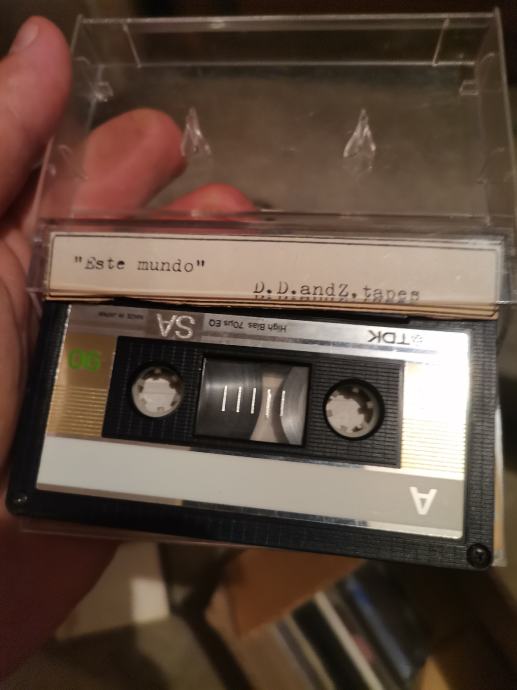 "Este mundo"
D.D.andZ,tapes
TDK
High Bias 70μs EQ
SA
MADE IN JAPAN
90
A